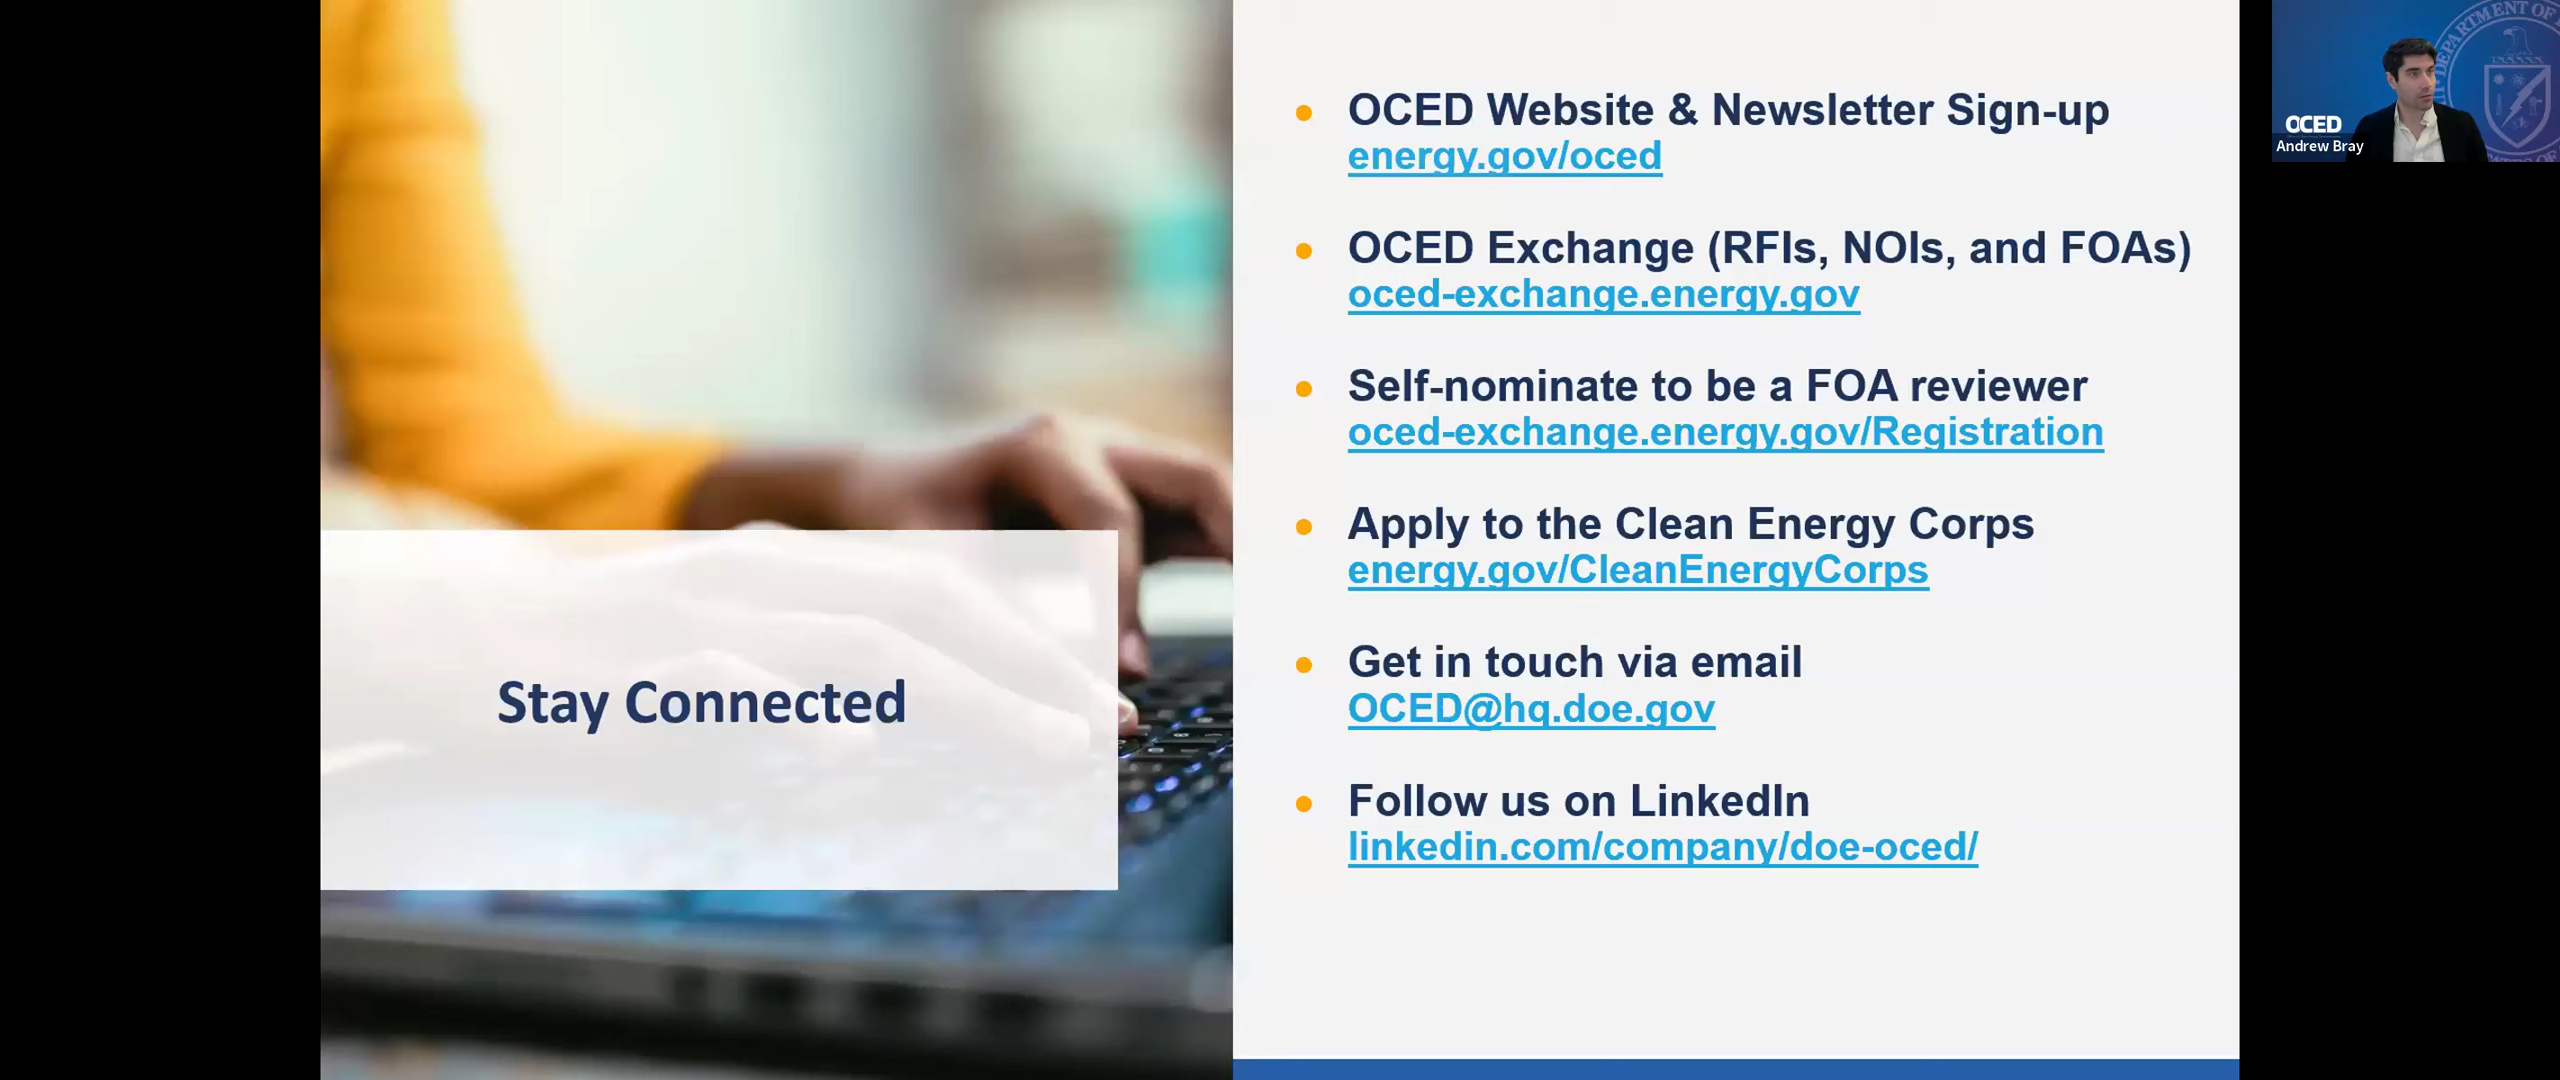 Stay Connected
OCED Website & Newsletter Sign-up
energy.gov/oced
OCED Exchange (RFIs, NOIs, and FOAs)
oced-exchange.energy.gov
Self-nominate to be a FOA reviewer
oced-exchange.energy.gov/Registration
Apply to the Clean Energy Corps
energy.gov/CleanEnergyCorps
Get in touch via email
OCED@hq.doe.gov
Follow us on LinkedIn
linkedin.com/company/doe-oced/
DEPARTMENT OF
OCED
Andrew Bray